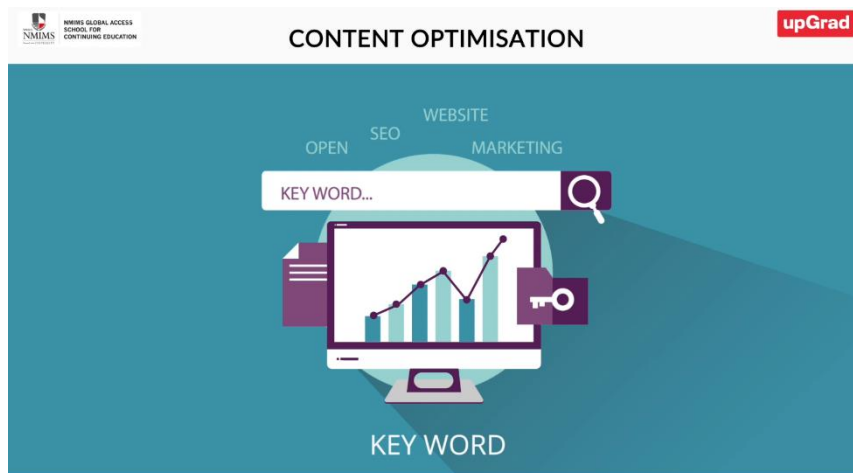 NMIMS GLOBAL ACCESS
SCHOOL FOR
CONTINUING EDUCATION
NMIMS
CONTENT OPTIMISATION
upGrad
WEBSITE
SEO
OPEN
MARKETING
KEY WORD...
KEY WORD